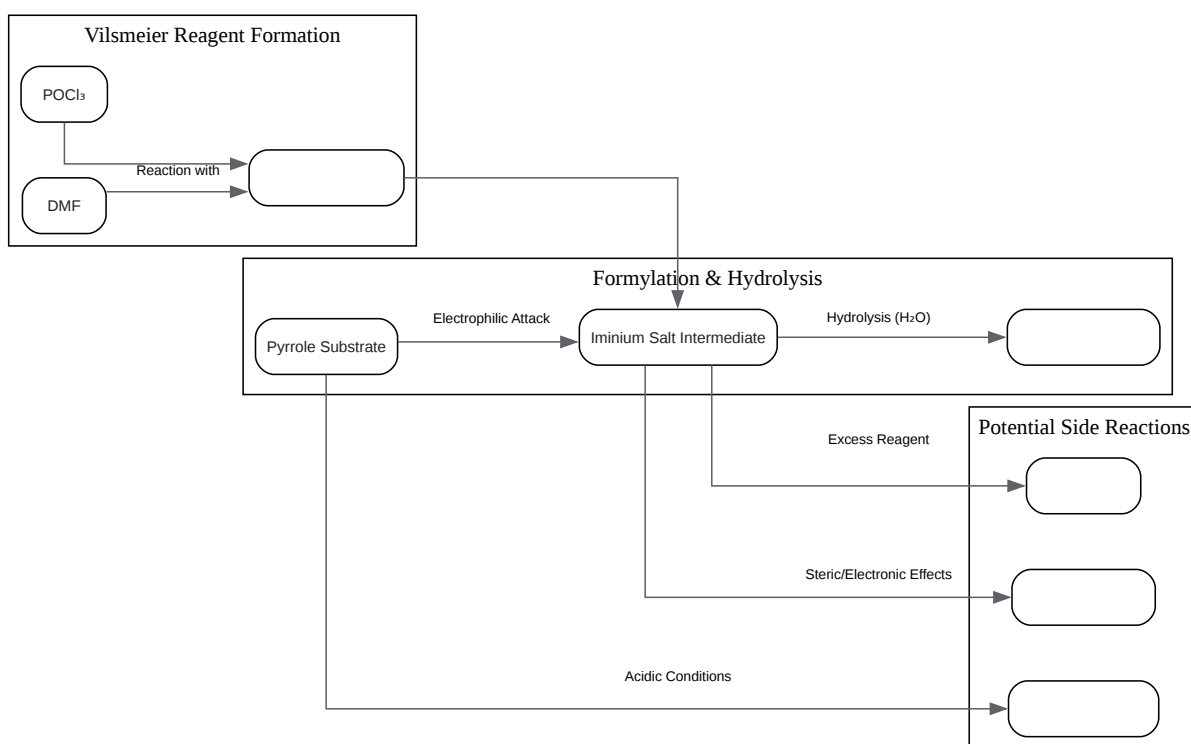 Vilsmeier Reagent Formation
POCl₃
Reaction with
DMF
Formylation & Hydrolysis
Electrophilic Attack
Hydrolysis (H₂O)
Pyrrole Substrate
Iminium Salt Intermediate
Potential Side Reactions
Excess Reagent
Steric/Electronic Effects
Acidic Conditions